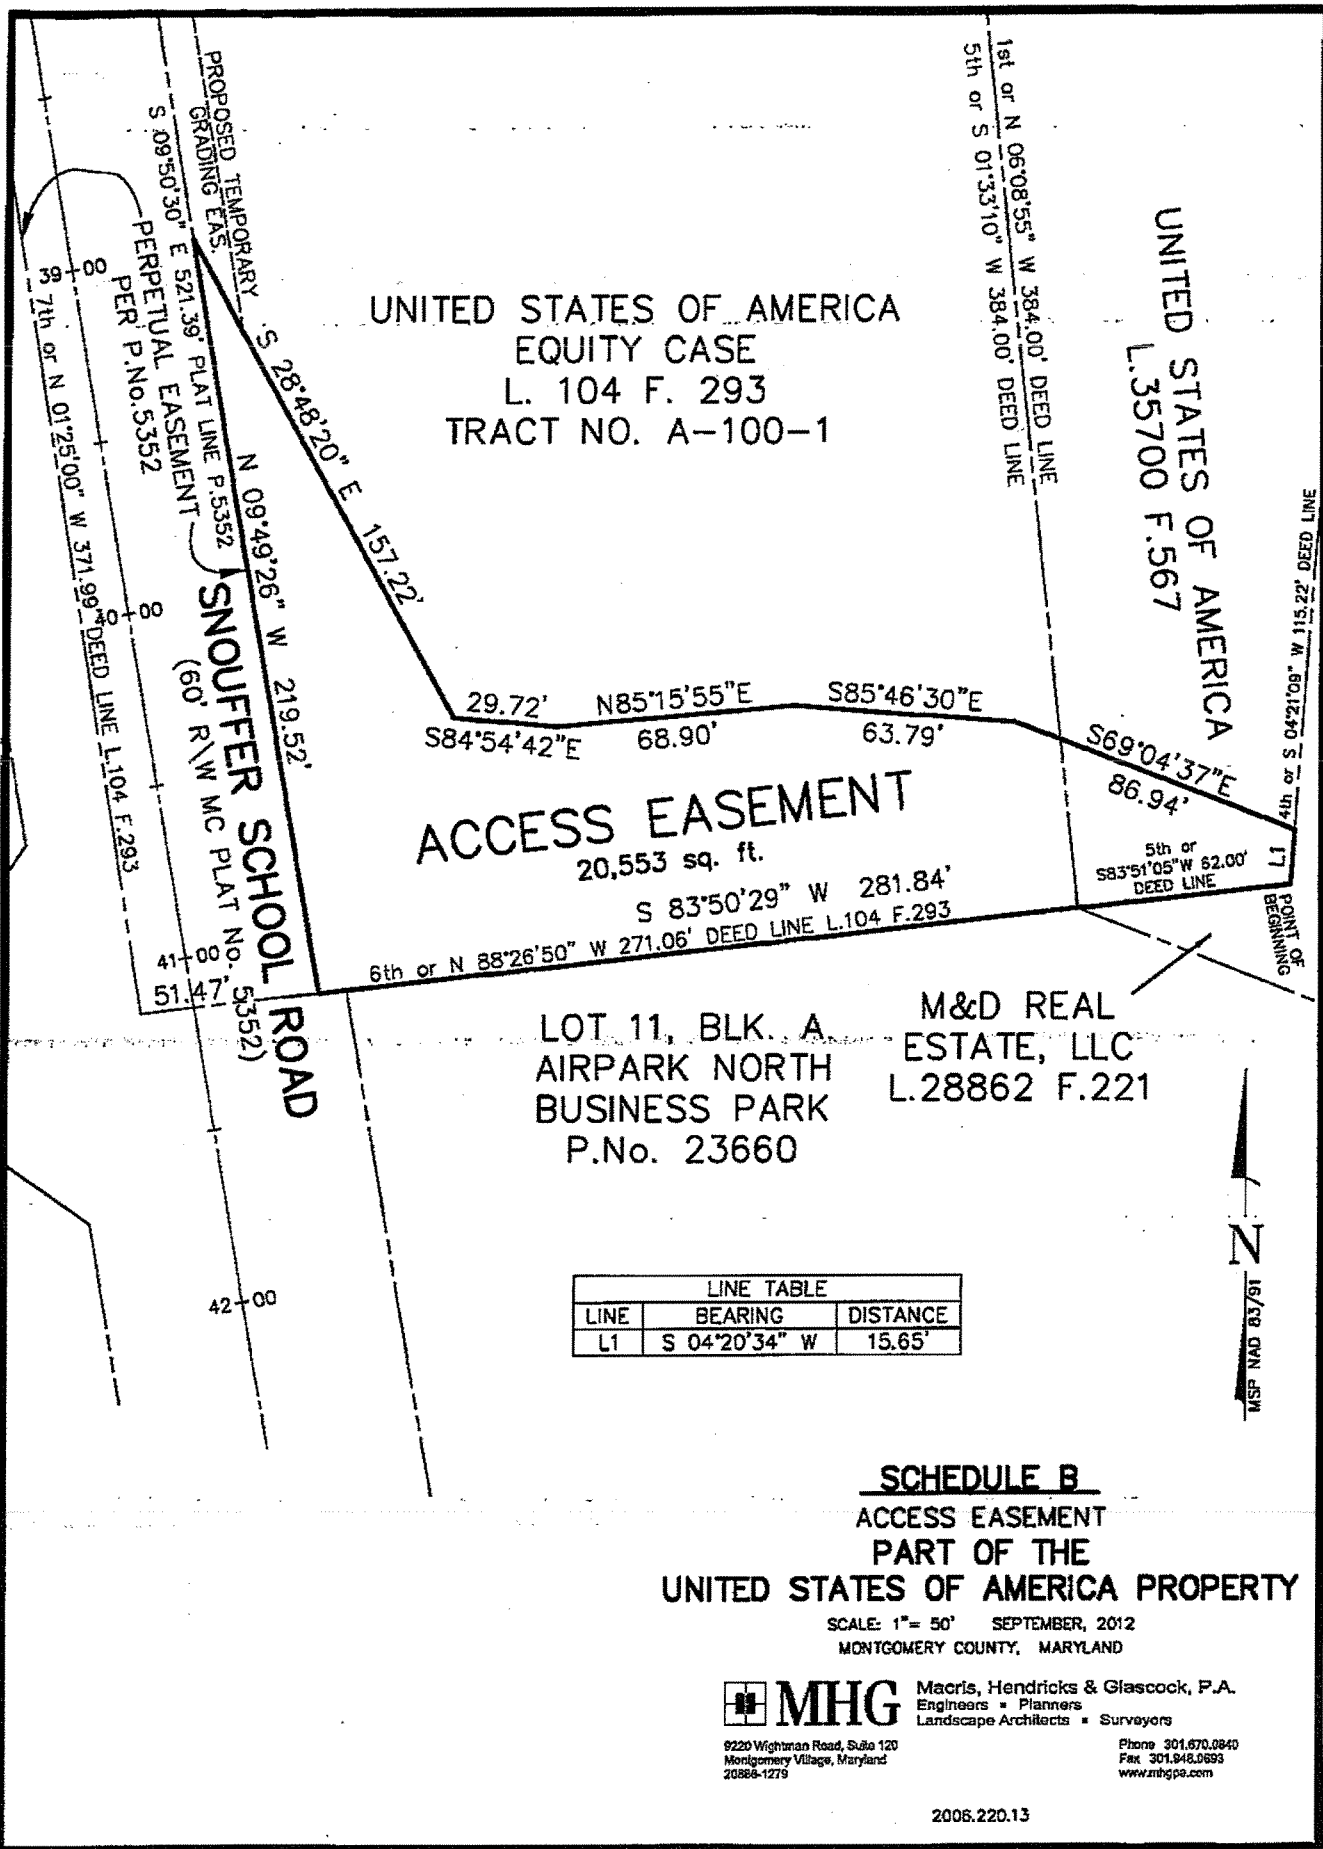 PROPOSED TEMPORARY
GRADING EAS.
S 09°50'30" E 521.39' PLAT LINE P.5352
PERPETUAL EASEMENT
PER P.No.5352
39+00
7th or N 01°25'00" W 371.99' DEED LINE L.104 F.293
40+00
41+00
42+00
51.47'
SNOUFFER SCHOOL ROAD
(60' R\W MC PLAT No. 5352)
N 09°49'26" W 219.52'
S 28°48'20" E 157.22'
UNITED STATES OF AMERICA
EQUITY CASE
L. 104 F. 293
TRACT NO. A-100-1
1st or N 06°08'55" W 384.00' DEED LINE
5th or S 01°33'10" W 384.00' DEED LINE
UNITED STATES OF AMERICA
L.35700 F.567
4th or S 04°21'09" W 115.22' DEED LINE
29.72'
S84°54'42"E
N85°15'55"E
68.90'
S85°46'30"E
63.79'
S69°04'37"E
86.94'
ACCESS EASEMENT
20,553 sq. ft.
5th or
S83°51'05"W 62.00'
DEED LINE
L1
POINT OF
BEGINNING
S 83°50'29" W 281.84'
6th or N 88°26'50" W 271.06' DEED LINE L.104 F.293
LOT 11, BLK. A
AIRPARK NORTH
BUSINESS PARK
P.No. 23660
M&D REAL
ESTATE, LLC
L.28862 F.221
N
MSP NAD 83/91
LINE TABLE
LINE BEARING DISTANCE
L1 S 04°20'34" W 15.65'
SCHEDULE B
ACCESS EASEMENT
PART OF THE
UNITED STATES OF AMERICA PROPERTY
SCALE: 1"= 50' SEPTEMBER, 2012
MONTGOMERY COUNTY, MARYLAND
MHG
Macris, Hendricks & Glascock, P.A.
Engineers ▪ Planners
Landscape Architects ▪ Surveyors
9220 Wightman Road, Suite 120
Montgomery Village, Maryland
20886-1279
Phone 301.670.0840
Fax 301.948.0693
www.mhgpa.com
2006.220.13